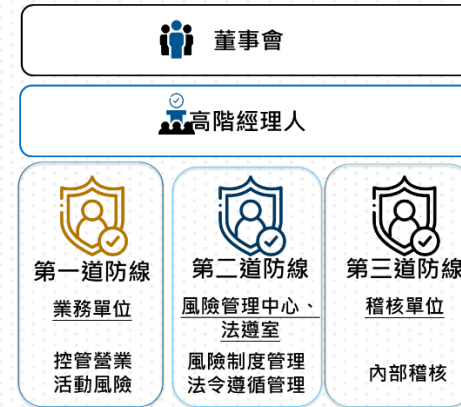 董事會
高階經理人
第一道防線
業務單位
控管營業
活動風險
第二道防線
風險管理中心、
法遵室
風險制度管理
法令遵循管理
第三道防線
稽核單位
內部稽核